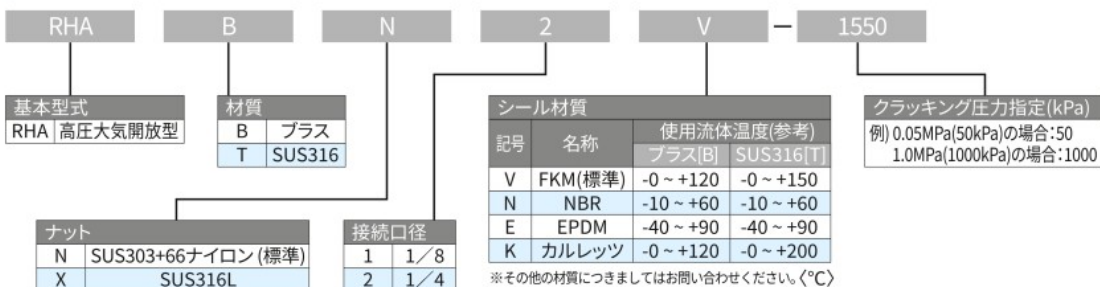 RHA B N 2 V — 1550
基本型式
RHA 高圧大気開放型
材質
B ブラス
T SUS316
シール材質
記号 名称 使用流体温度(参考)
ブラス[B] SUS316[T]
V FKM(標準) -0 ~ +120 -0 ~ +150
N NBR -10 ~ +60 -10 ~ +60
E EPDM -40 ~ +90 -40 ~ +90
K カルレッツ -0 ~ +120 -0 ~ +200
※その他の材質につきましてはお問い合わせください。〈℃〉
クラッキング圧力指定(kPa)
例) 0.05MPa(50kPa)の場合:50
1.0MPa(1000kPa)の場合:1000
ナット
N SUS303+66ナイロン (標準)
X SUS316L
接続口径
1 1/8
2 1/4